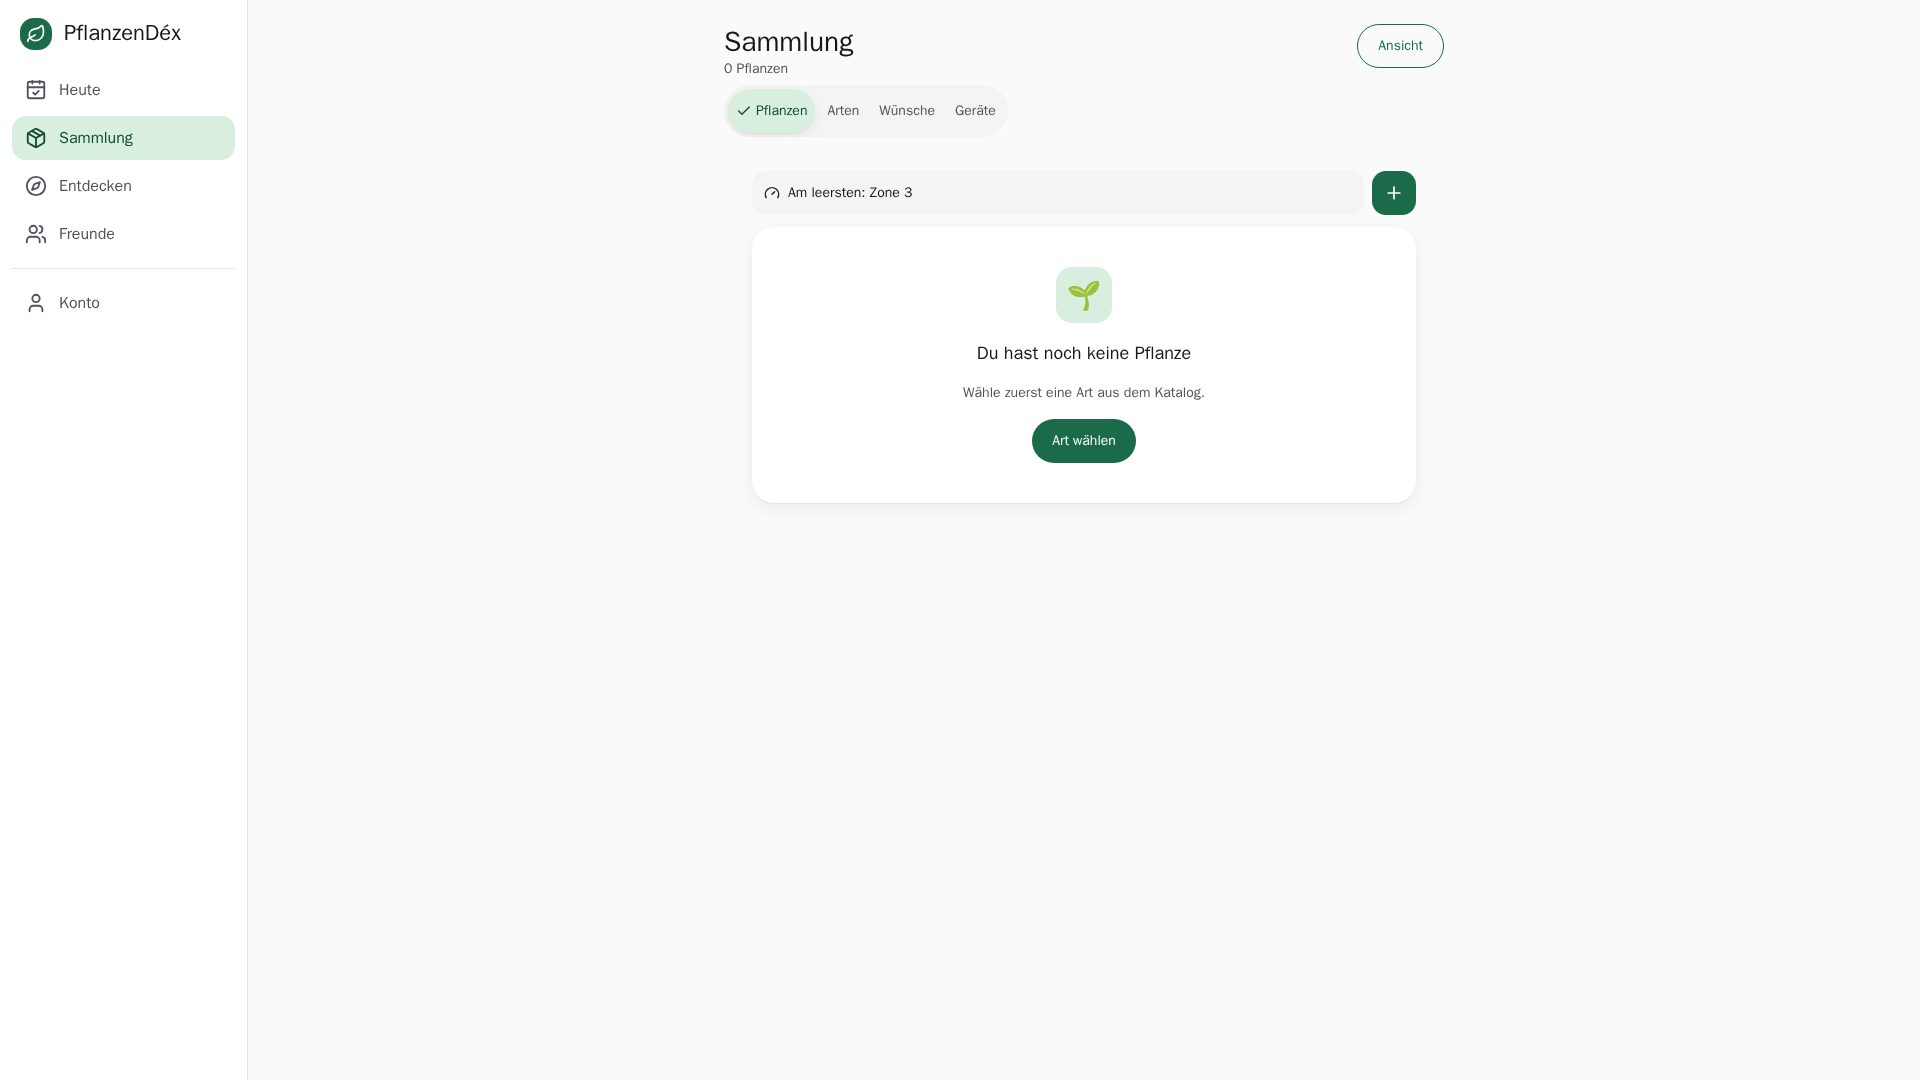 PflanzenDéx
Heute
Sammlung
Entdecken
Freunde
Konto
Sammlung
0 Pflanzen
Ansicht
Pflanzen Arten Wünsche Geräte
Am leersten: Zone 3
Du hast noch keine Pflanze
Wähle zuerst eine Art aus dem Katalog.
Art wählen